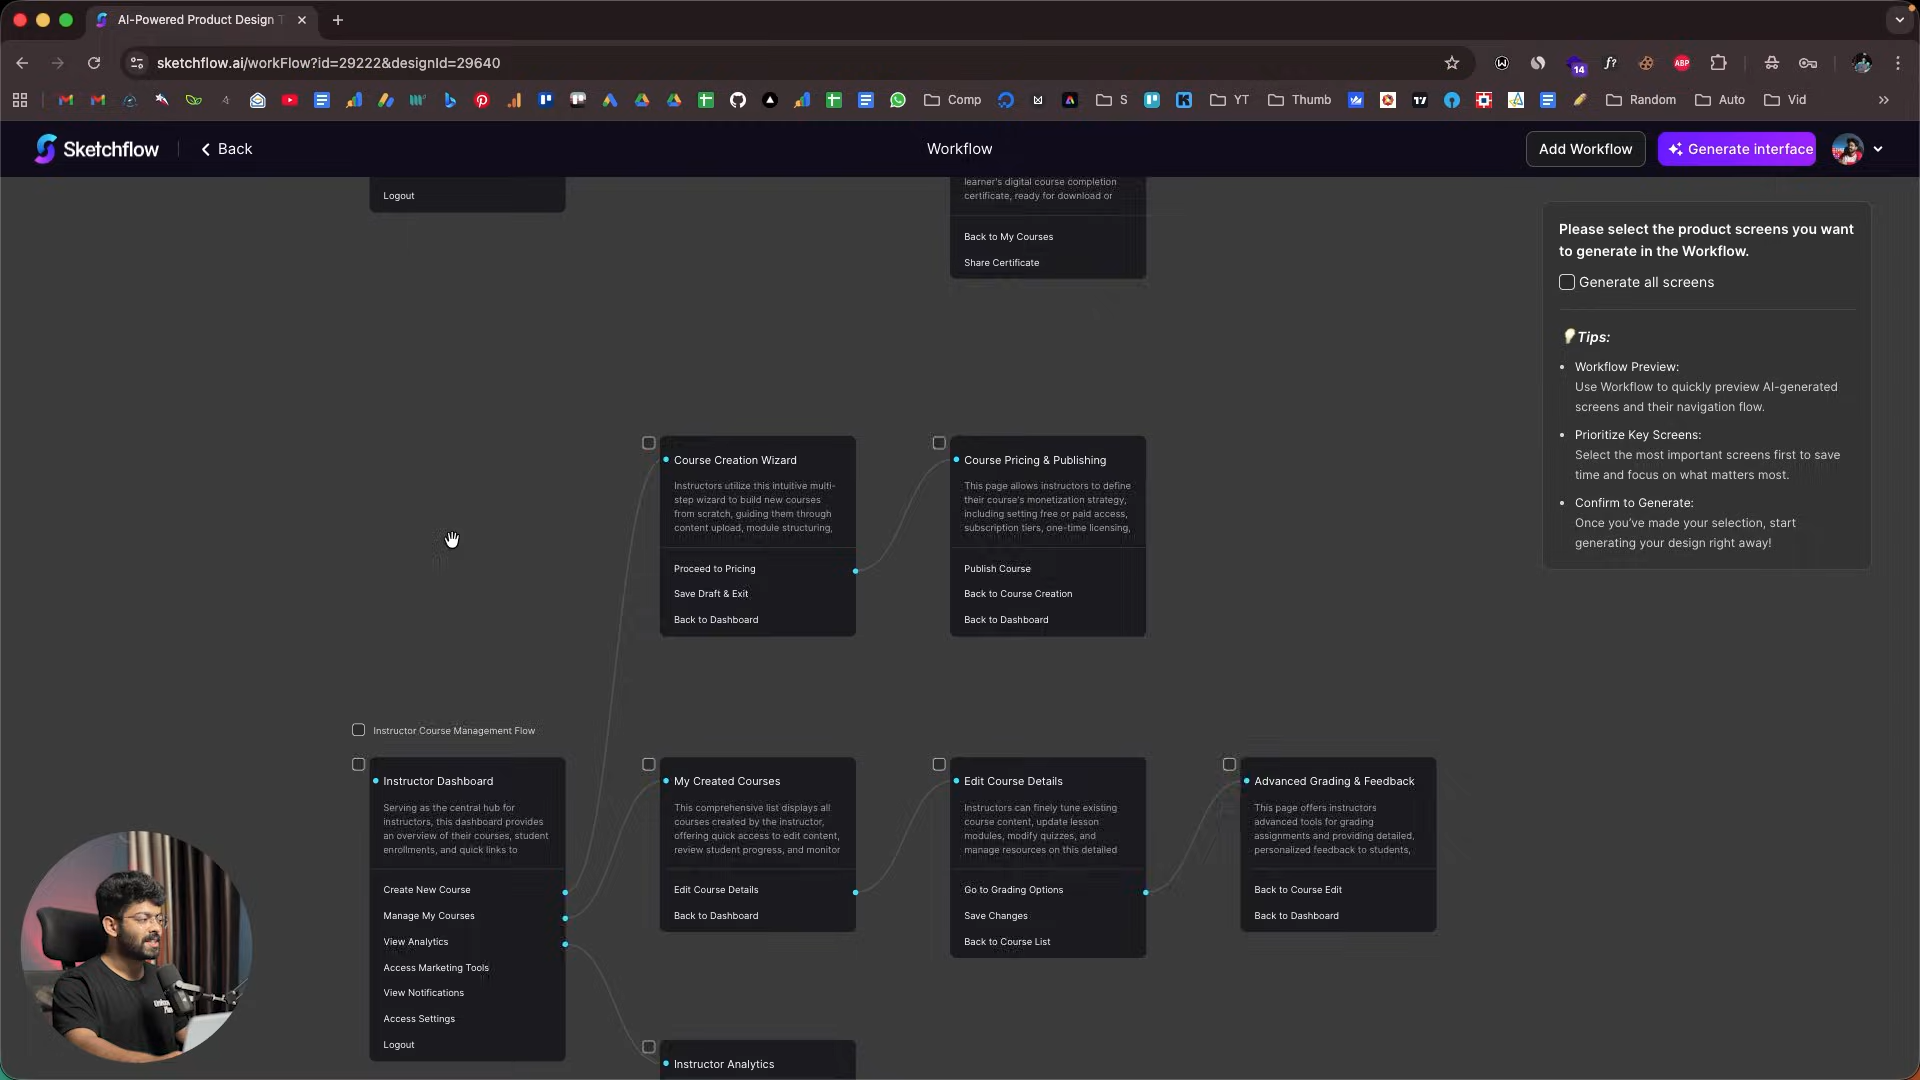 AI-Powered Product Design T
sketchflow.ai/workFlow?id=29222&designId=29640
f?
ABP
14
Comp
S
YT
Thumb
Random
Auto
Vid
Sketchflow
Back
Workflow
Add Workflow
Generate interface
Logout
learner's digital course completion
certificate, ready for download or
Back to My Courses
Share Certificate
Please select the product screens you want
to generate in the Workflow.
Generate all screens
Tips:
Workflow Preview:
Use Workflow to quickly preview AI-generated
screens and their navigation flow.
Prioritize Key Screens:
Select the most important screens first to save
time and focus on what matters most.
Confirm to Generate:
Once you've made your selection, start
generating your design right away!
Course Creation Wizard
Instructors utilize this intuitive multi-
step wizard to build new courses
from scratch, guiding them through
content upload, module structuring,
Proceed to Pricing
Save Draft & Exit
Back to Dashboard
Course Pricing & Publishing
This page allows instructors to define
their course's monetization strategy,
including setting free or paid access,
subscription tiers, one-time licensing,
Publish Course
Back to Course Creation
Back to Dashboard
Instructor Course Management Flow
Instructor Dashboard
Serving as the central hub for
instructors, this dashboard provides
an overview of their courses, student
enrollments, and quick links to
Create New Course
Manage My Courses
View Analytics
Access Marketing Tools
View Notifications
Access Settings
Logout
My Created Courses
This comprehensive list displays all
courses created by the instructor,
offering quick access to edit content,
review student progress, and monitor
Edit Course Details
Back to Dashboard
Edit Course Details
Instructors can finely tune existing
course content, update lesson
modules, modify quizzes, and
manage resources on this detailed
Go to Grading Options
Save Changes
Back to Course List
Advanced Grading & Feedback
This page offers instructors
advanced tools for grading
assignments and providing detailed,
personalized feedback to students,
Back to Course Edit
Back to Dashboard
Instructor Analytics